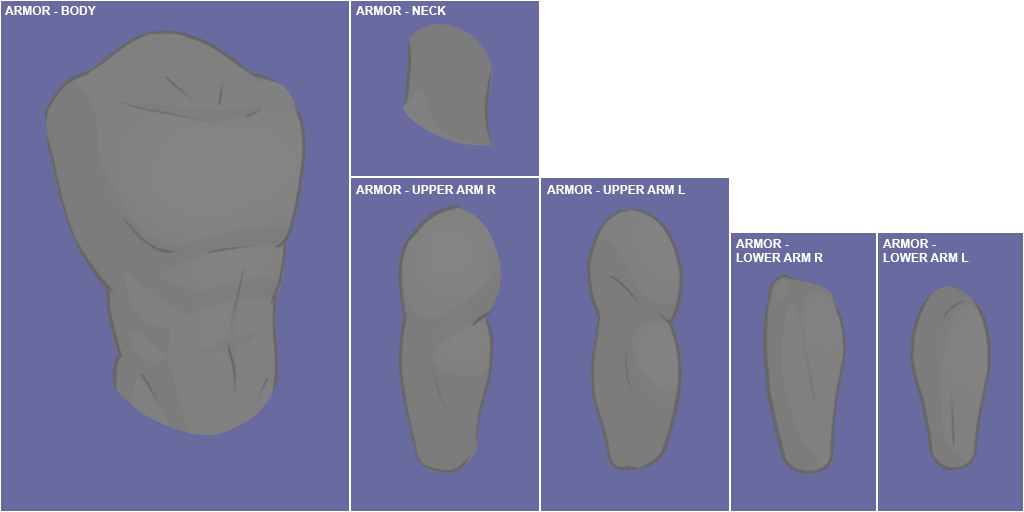 ARMOR - BODY
ARMOR - NECK
ARMOR - UPPER ARM R
ARMOR - UPPER ARM L
ARMOR -
LOWER ARM R
ARMOR -
LOWER ARM L